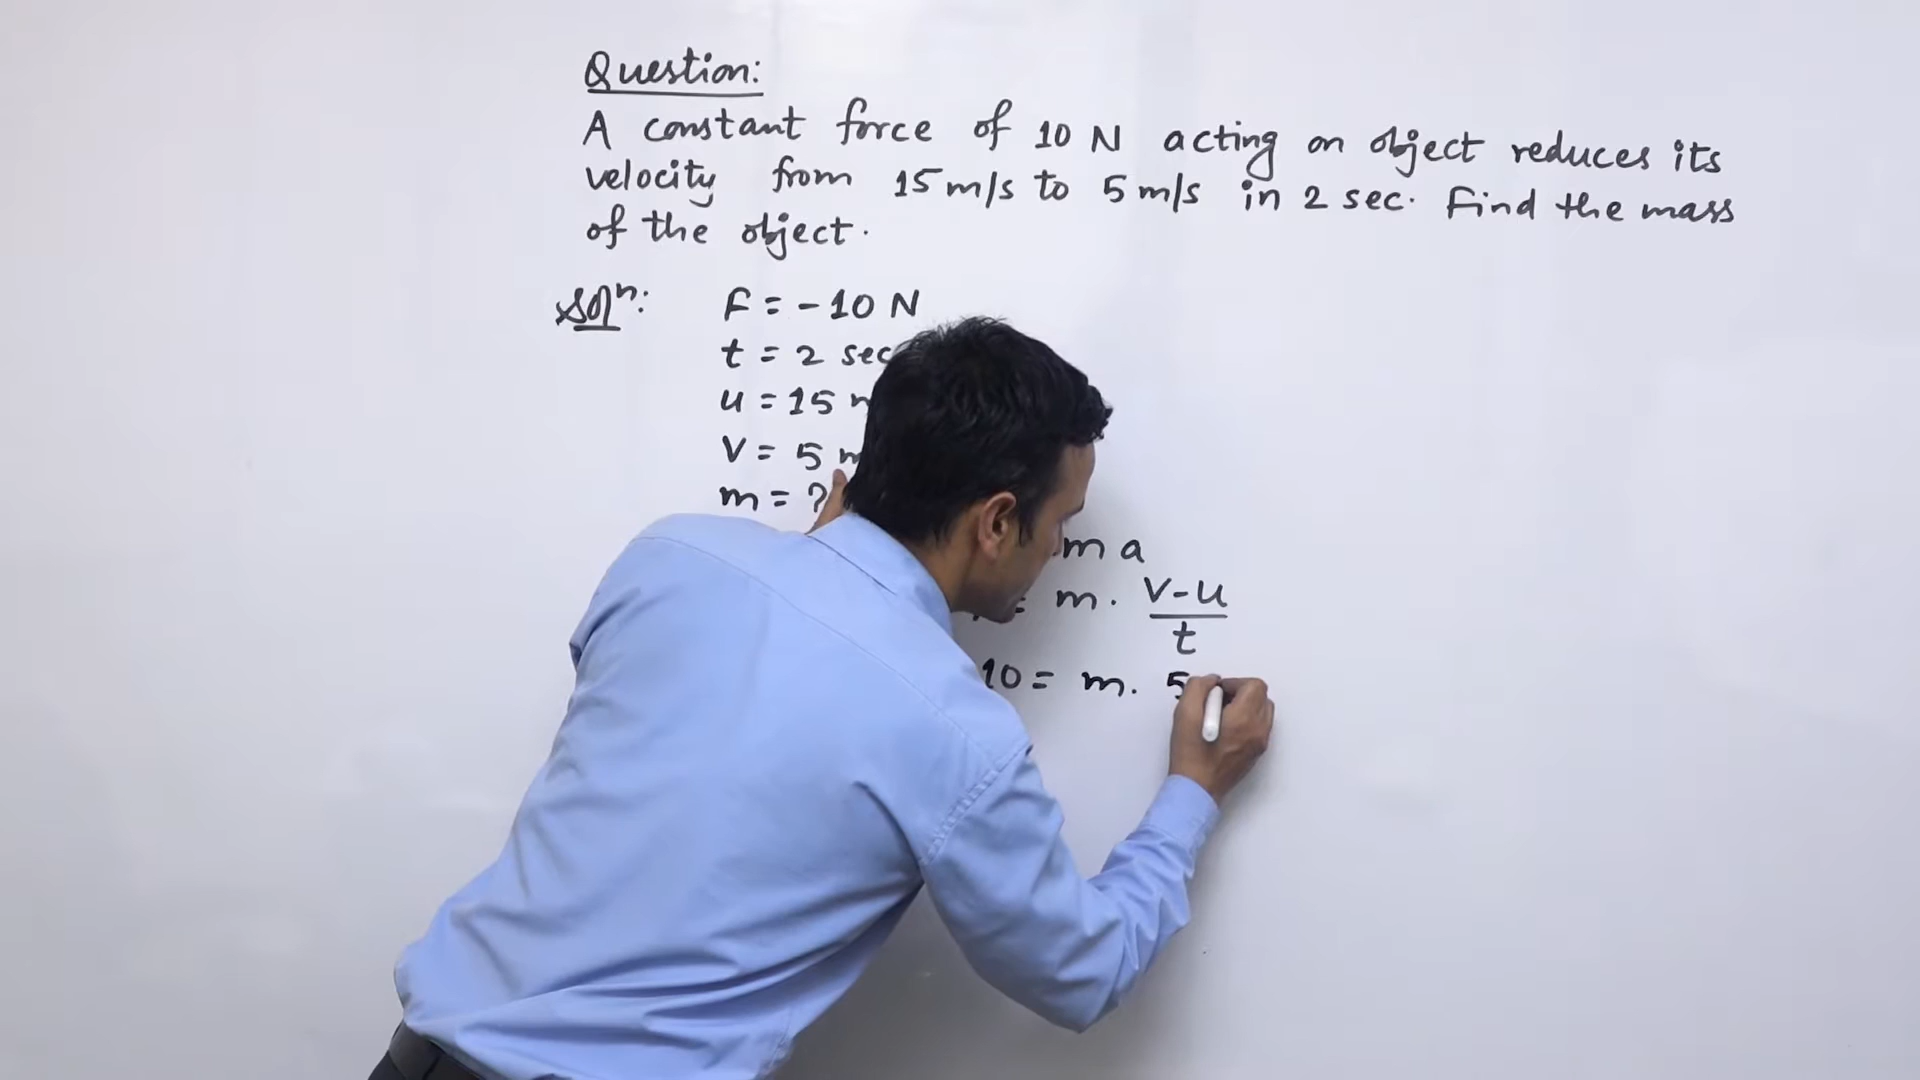 Question:
A constant force of 10 N acting on object reduces its
velocity from 15 m/s to 5 m/s in 2 sec. Find the mass
of the object.
Solⁿ: F = - 10 N
t = 2 sec
u = 15
V = 5
m = ?
m a
= m . V-u
t
10 = m . 5